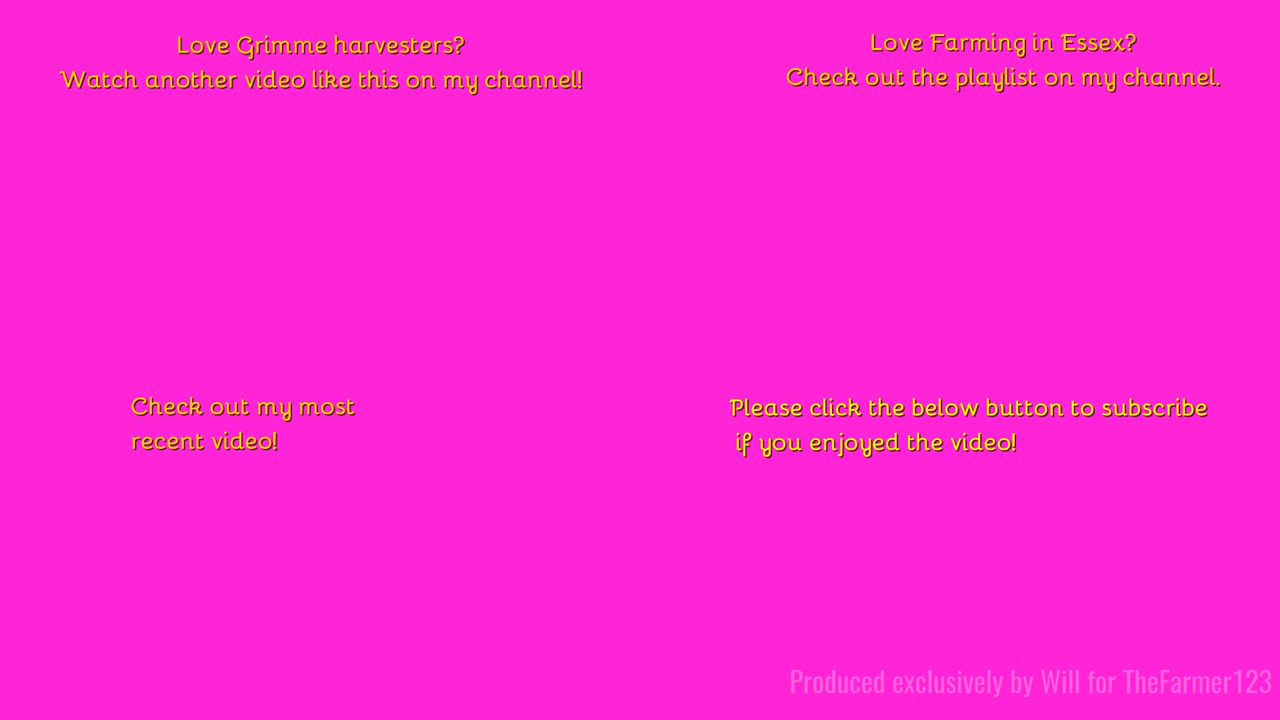 Love Grimme harvesters?
Watch another video like this on my channel!
Love Farming in Essex?
Check out the playlist on my channel.
Check out my most
recent video!
Please click the below button to subscribe
if you enjoyed the video!
Produced exclusively by Will for TheFarmer123